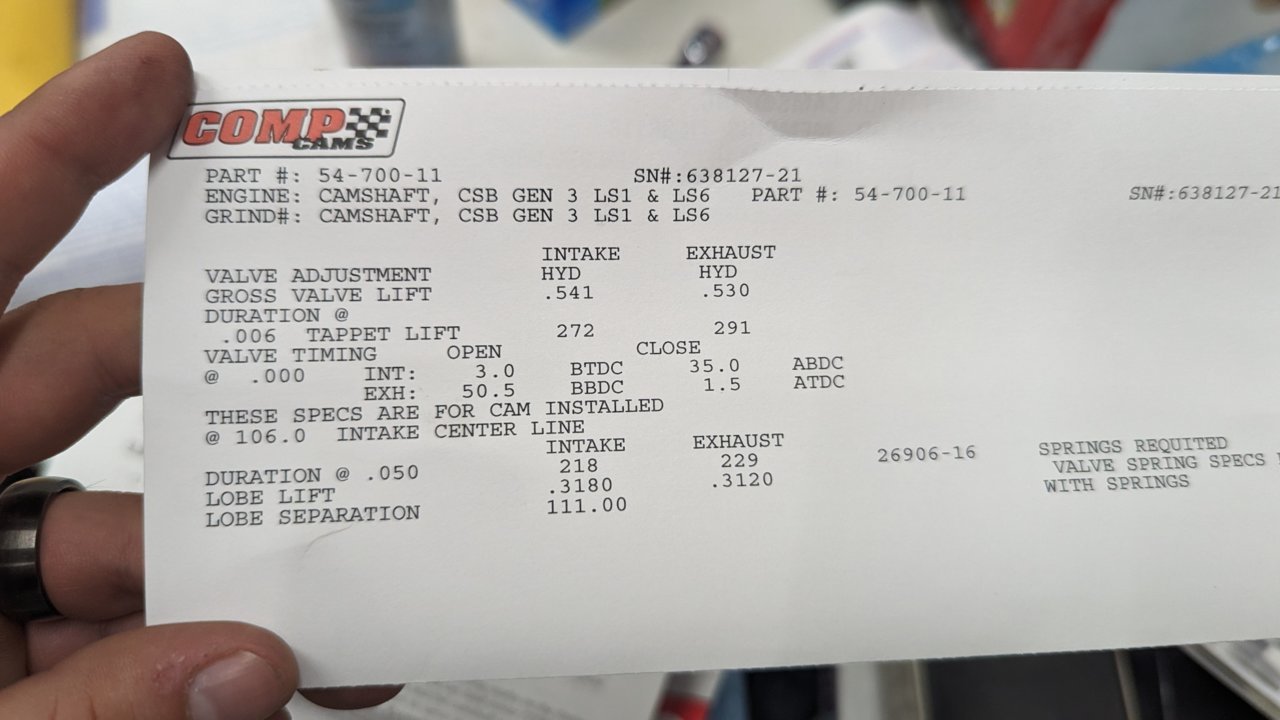 COMP CAMS
PART #: 54-700-11 SN#:638127-21
ENGINE: CAMSHAFT, CSB GEN 3 LS1 & LS6 PART #: 54-700-11 SN#:638127-21
GRIND#: CAMSHAFT, CSB GEN 3 LS1 & LS6
INTAKE EXHAUST
VALVE ADJUSTMENT HYD HYD
GROSS VALVE LIFT .541 .530
DURATION @
.006 TAPPET LIFT 272 291
VALVE TIMING OPEN CLOSE
@ .000 INT: 3.0 BTDC 35.0 ABDC
EXH: 50.5 BBDC 1.5 ATDC
THESE SPECS ARE FOR CAM INSTALLED
@ 106.0 INTAKE CENTER LINE
INTAKE EXHAUST
DURATION @ .050 218 229 26906-16 SPRINGS REQUITED
LOBE LIFT .3180 .3120 VALVE SPRING SPECS
LOBE SEPARATION 111.00 WITH SPRINGS